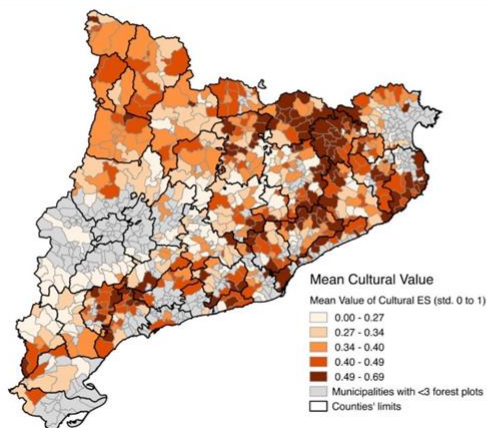 Mean Cultural Value
Mean Value of Cultural ES (std. 0 to 1)
0.00 - 0.27
0.27 - 0.34
0.34 - 0.40
0.40 - 0.49
0.49 - 0.69
Municipalities with <3 forest plots
Counties' limits